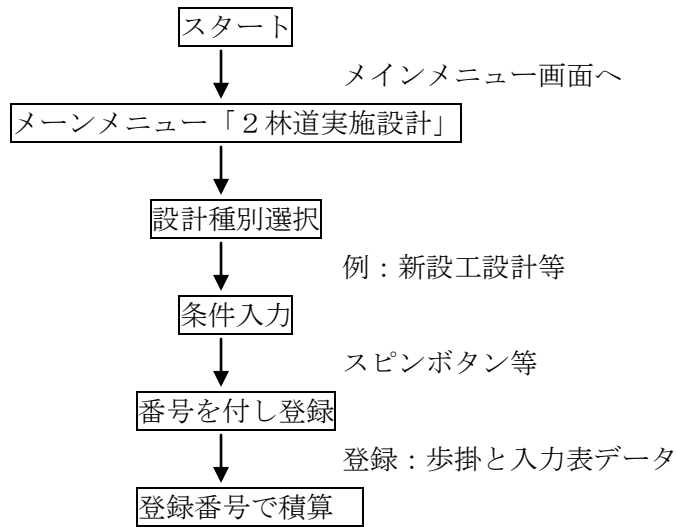 スタート
メインメニュー画面へ
メーンメニュー「２林道実施設計」
設計種別選択
例：新設工設計等
条件入力
スピンボタン等
番号を付し登録
登録：歩掛と入力表データ
登録番号で積算